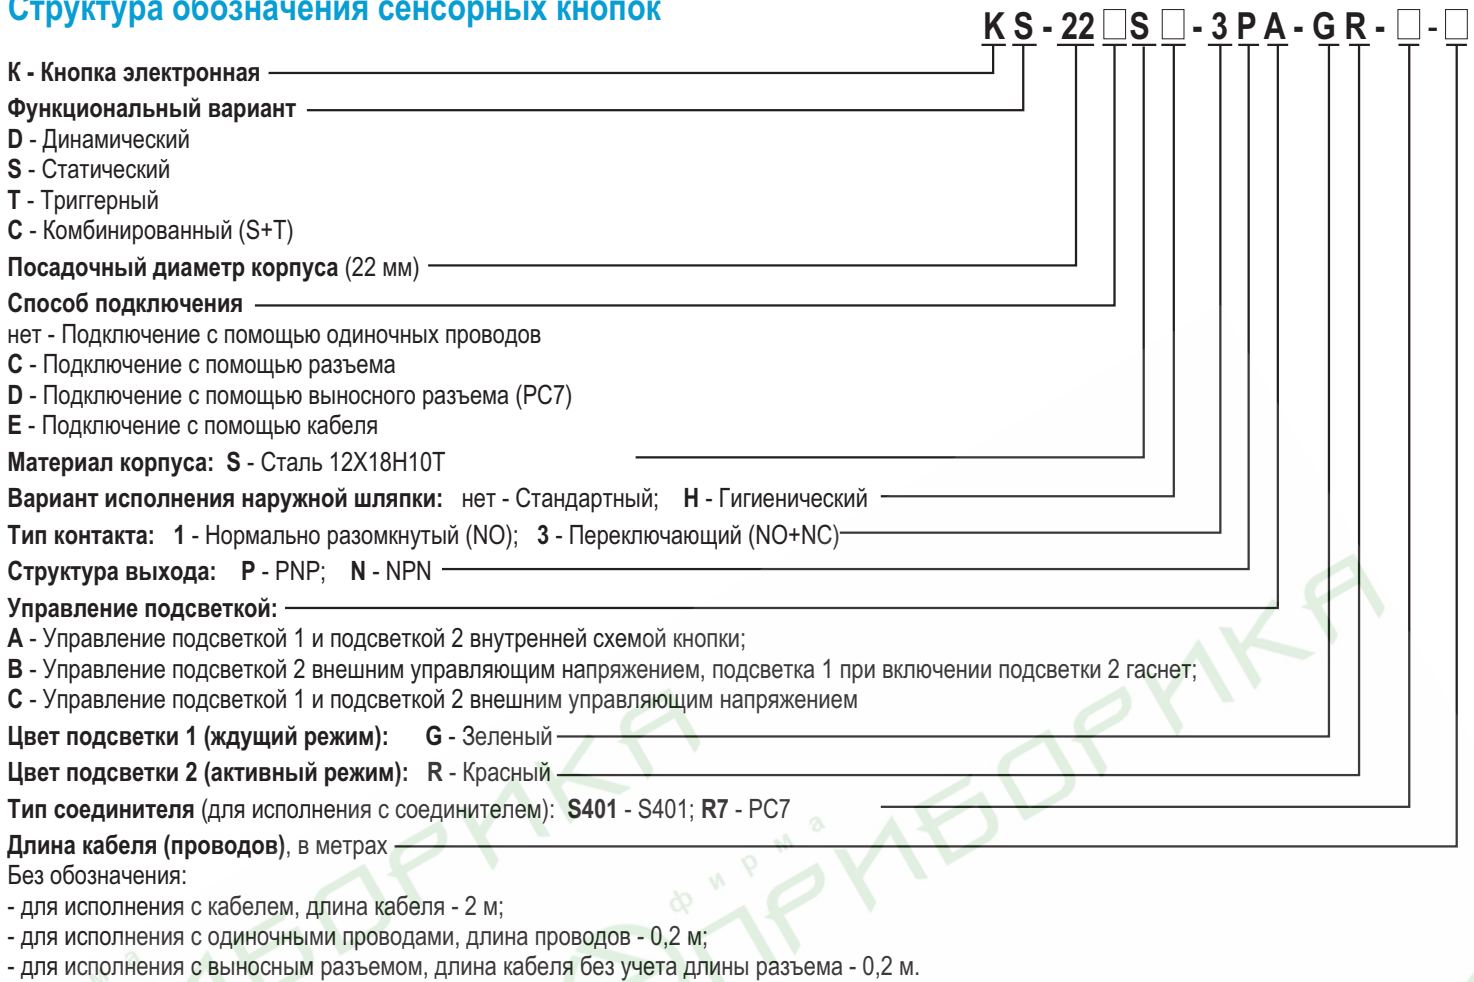 Структура обозначения сенсорных кнопок
K S - 22 □ S □ - 3 P A - G R - □ - □
К - Кнопка электронная
Функциональный вариант
D - Динамический
S - Статический
T - Триггерный
C - Комбинированный (S+T)
Посадочный диаметр корпуса (22 мм)
Способ подключения
нет - Подключение с помощью одиночных проводов
C - Подключение с помощью разъема
D - Подключение с помощью выносного разъема (РС7)
E - Подключение с помощью кабеля
Материал корпуса: S - Сталь 12Х18Н10Т
Вариант исполнения наружной шляпки: нет - Стандартный; H - Гигиенический
Тип контакта: 1 - Нормально разомкнутый (NO); 3 - Переключающий (NO+NC)
Структура выхода: P - PNP; N - NPN
Управление подсветкой:
A - Управление подсветкой 1 и подсветкой 2 внутренней схемой кнопки;
B - Управление подсветкой 2 внешним управляющим напряжением, подсветка 1 при включении подсветки 2 гаснет;
C - Управление подсветкой 1 и подсветкой 2 внешним управляющим напряжением
Цвет подсветки 1 (ждущий режим): G - Зеленый
Цвет подсветки 2 (активный режим): R - Красный
Тип соединителя (для исполнения с соединителем): S401 - S401; R7 - РС7
Длина кабеля (проводов), в метрах
Без обозначения:
- для исполнения с кабелем, длина кабеля - 2 м;
- для исполнения с одиночными проводами, длина проводов - 0,2 м;
- для исполнения с выносным разъемом, длина кабеля без учета длины разъема - 0,2 м.